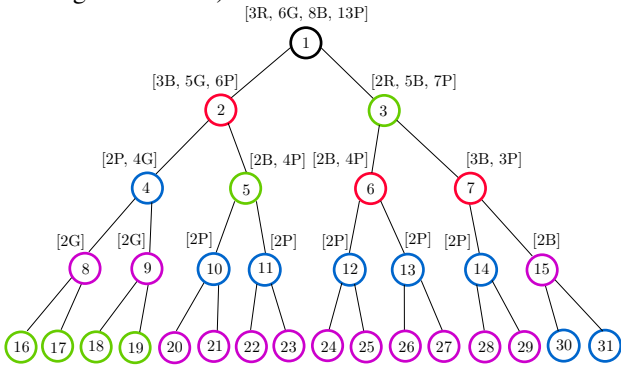 [3R, 6G, 8B, 13P]
1
[3B, 5G, 6P] [2R, 5B, 7P]
2 3
[2P, 4G] [2B, 4P] [2B, 4P] [3B, 3P]
4 5 6 7
[2G] [2G] [2P] [2P] [2P] [2P] [2P] [2B]
8 9 10 11 12 13 14 15
16 17 18 19 20 21 22 23 24 25 26 27 28 29 30 31